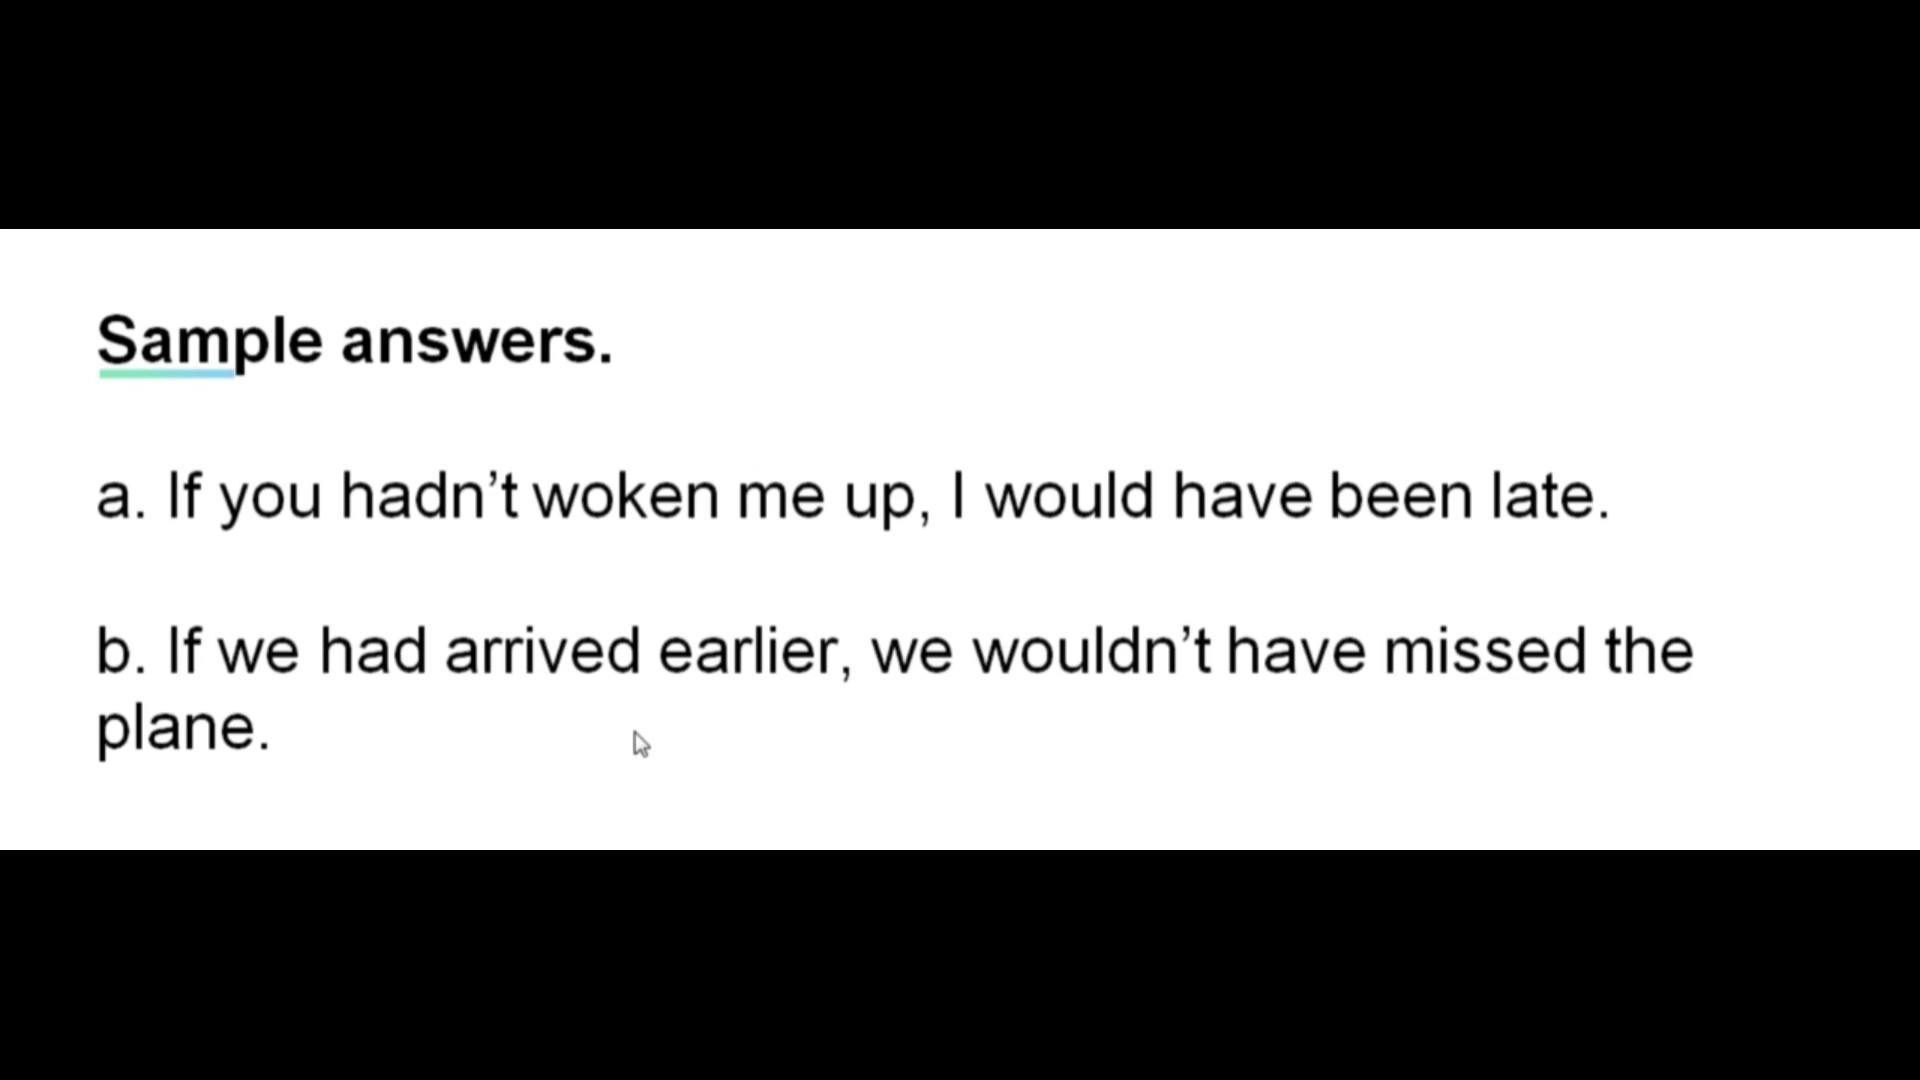 Sample answers.
a. If you hadn’t woken me up, I would have been late.
b. If we had arrived earlier, we wouldn’t have missed the
plane.